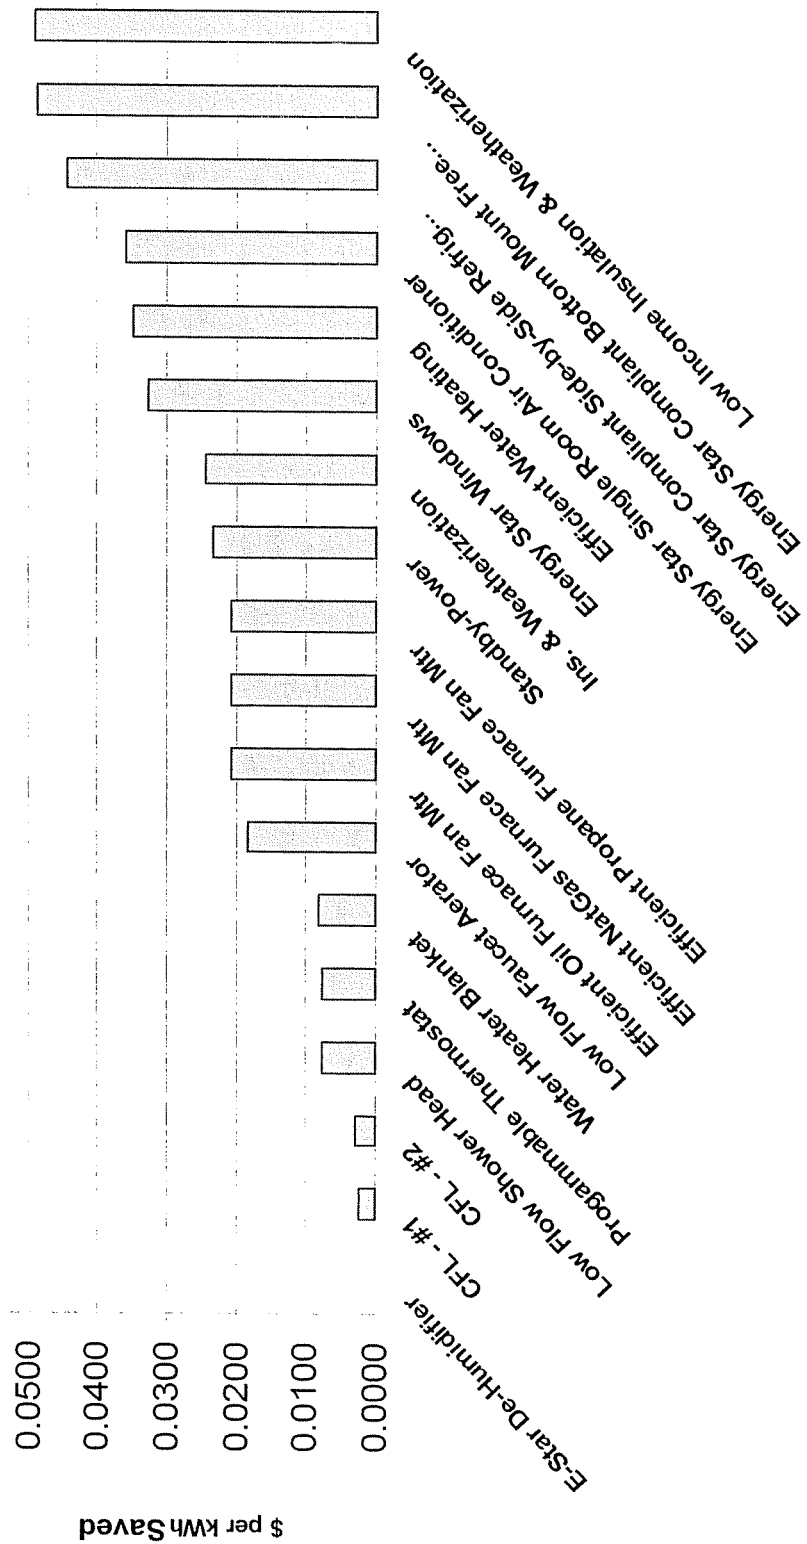 $ per kWh Saved
0.0500
0.0400
0.0300
0.0200
0.0100
0.0000
E-Star De-Humidifier
CFL - #1
CFL - #2
Low Flow Shower Head
Progammable Thermostat
Water Heater Blanket
Low Flow Faucet Aerator
Efficient Oil Furnace Fan Mtr
Efficient NatGas Furnace Fan Mtr
Efficient Propane Furnace Fan Mtr
Standby-Power
Ins. & Weatherization
Energy Star Windows
Efficient Water Heating
Energy Star Single Room Air Conditioner
Energy Star Compliant Side-by-Side Refrig...
Energy Star Compliant Bottom Mount Free...
Low Income Insulation & Weatherization